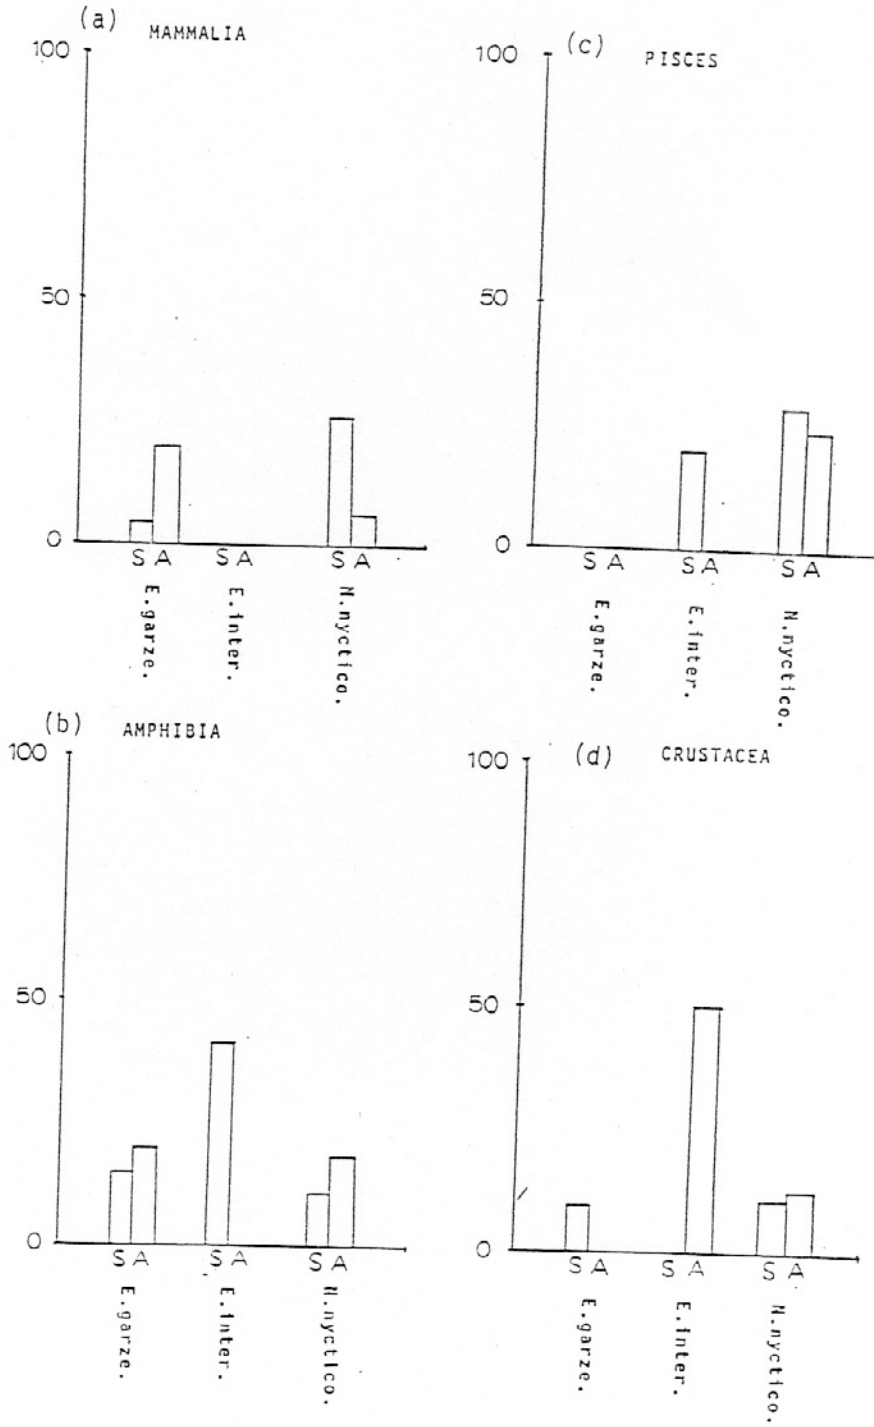 (a) MAMMALIA
100
50
0
S A S A S A
E.garze. E.inter. N.nyctico.
(c) PISCES
100
50
0
S A S A S A
E.garze. E.inter. N.nyctico.
(b) AMPHIBIA
100
50
0
S A S A S A
E.garze. E.inter. N.nyctico.
(d) CRUSTACEA
100
50
0
S A S A S A
E.garze. E.inter. N.nyctico.